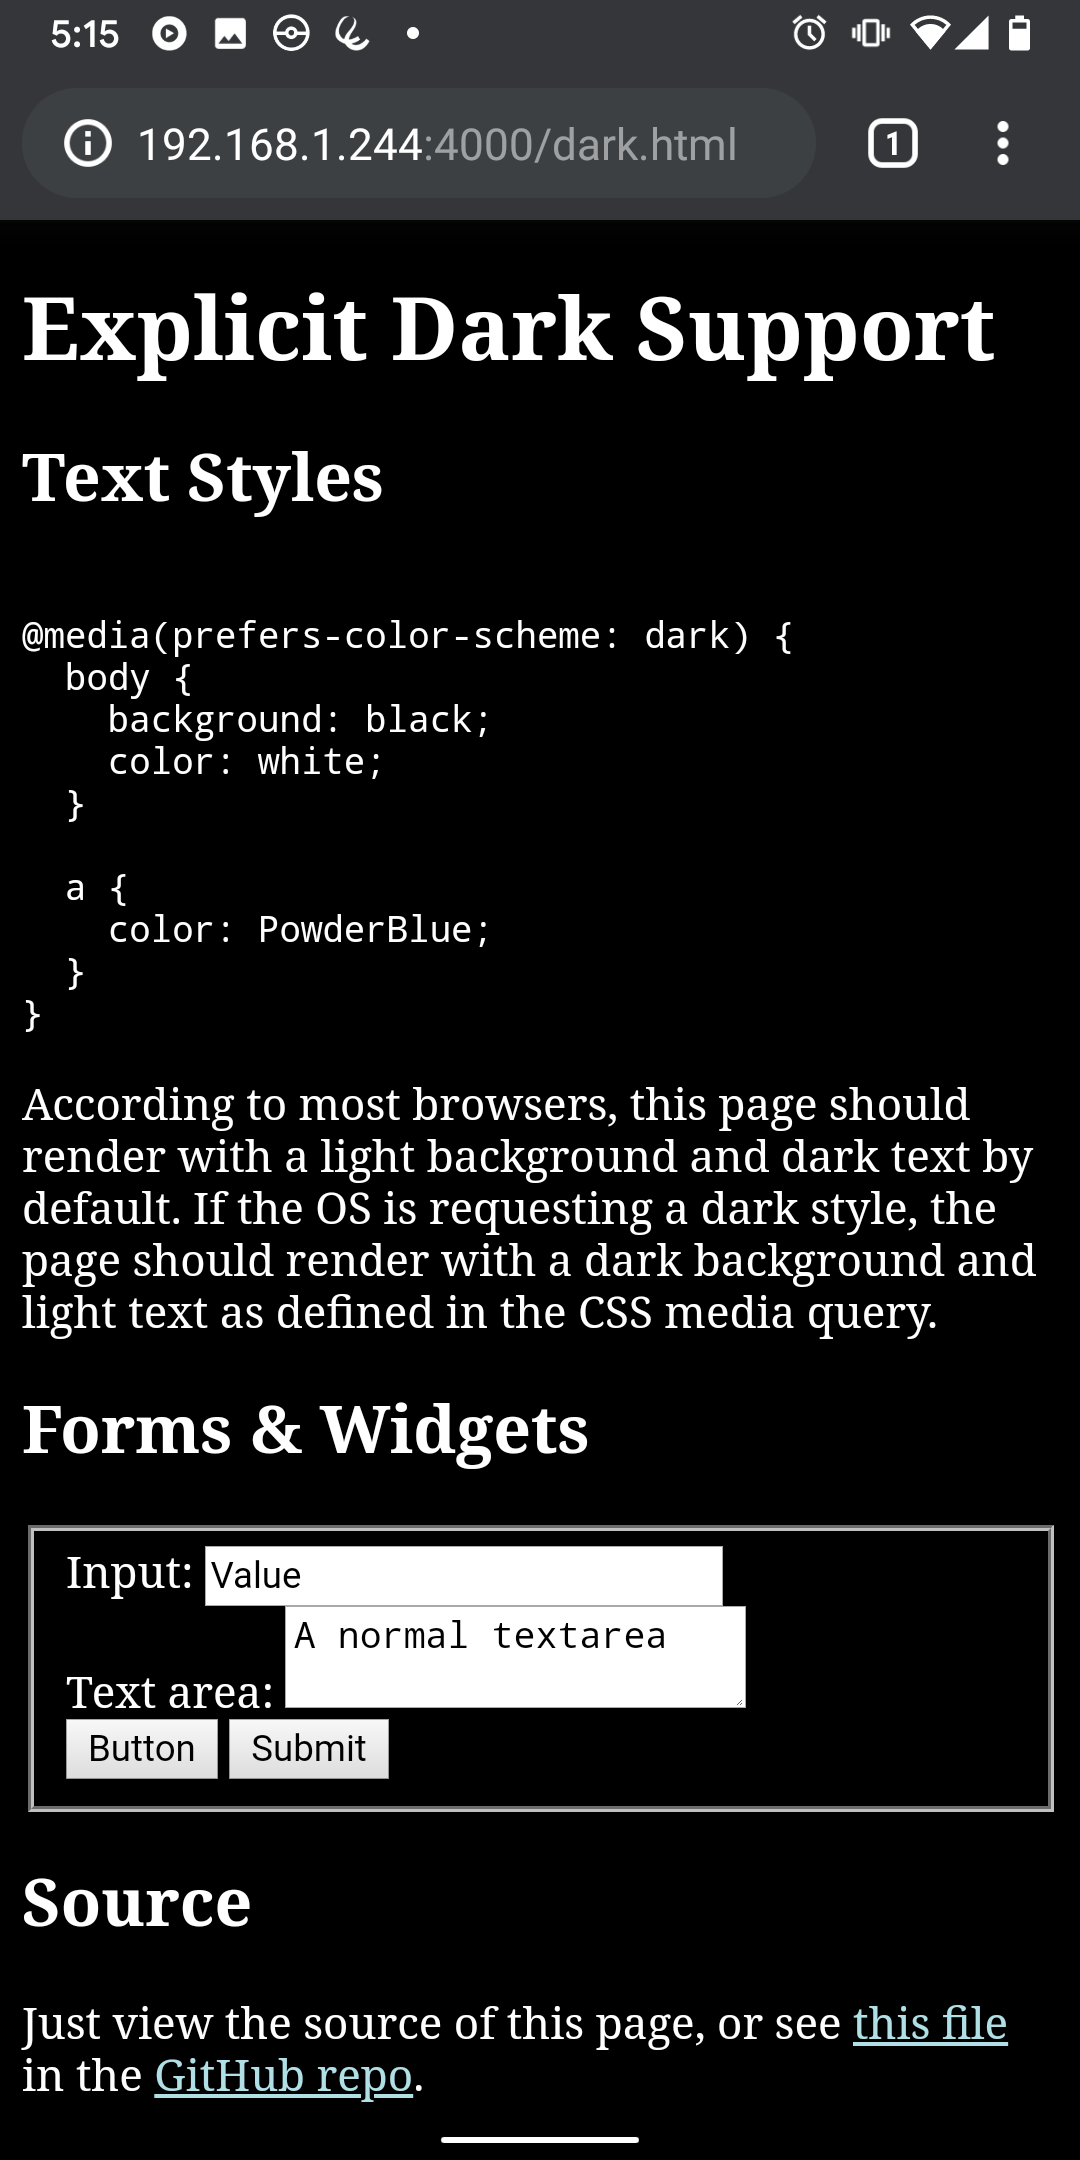 5:15
192.168.1.244:4000/dark.html
1
Explicit Dark Support
Text Styles
@media(prefers-color-scheme: dark) {
  body {
    background: black;
    color: white;
  }
  a {
    color: PowderBlue;
  }
}
According to most browsers, this page should
render with a light background and dark text by
default. If the OS is requesting a dark style, the
page should render with a dark background and
light text as defined in the CSS media query.
Forms & Widgets
Input: Value
A normal textarea
Text area:
Button Submit
Source
Just view the source of this page, or see this file
in the GitHub repo.